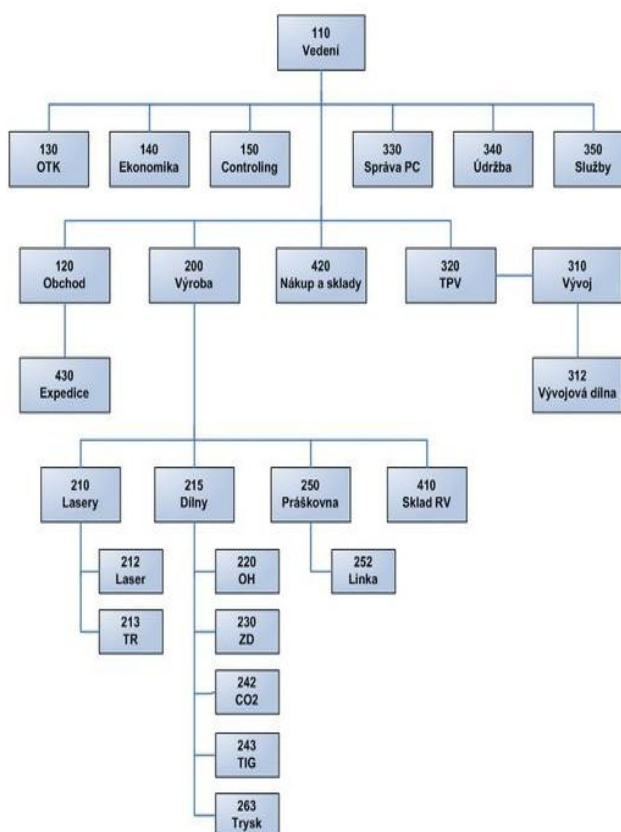 110
Vedení
130
OTK
140
Ekonomika
150
Controling
330
Správa PC
340
Údržba
350
Služby
120
Obchod
200
Výroba
420
Nákup a sklady
320
TPV
310
Vývoj
430
Expedice
312
Vývojová dílna
210
Lasery
215
Dílny
250
Práškovna
410
Sklad RV
212
Laser
220
OH
252
Linka
213
TR
230
ZD
242
CO2
243
TIG
263
Trysk